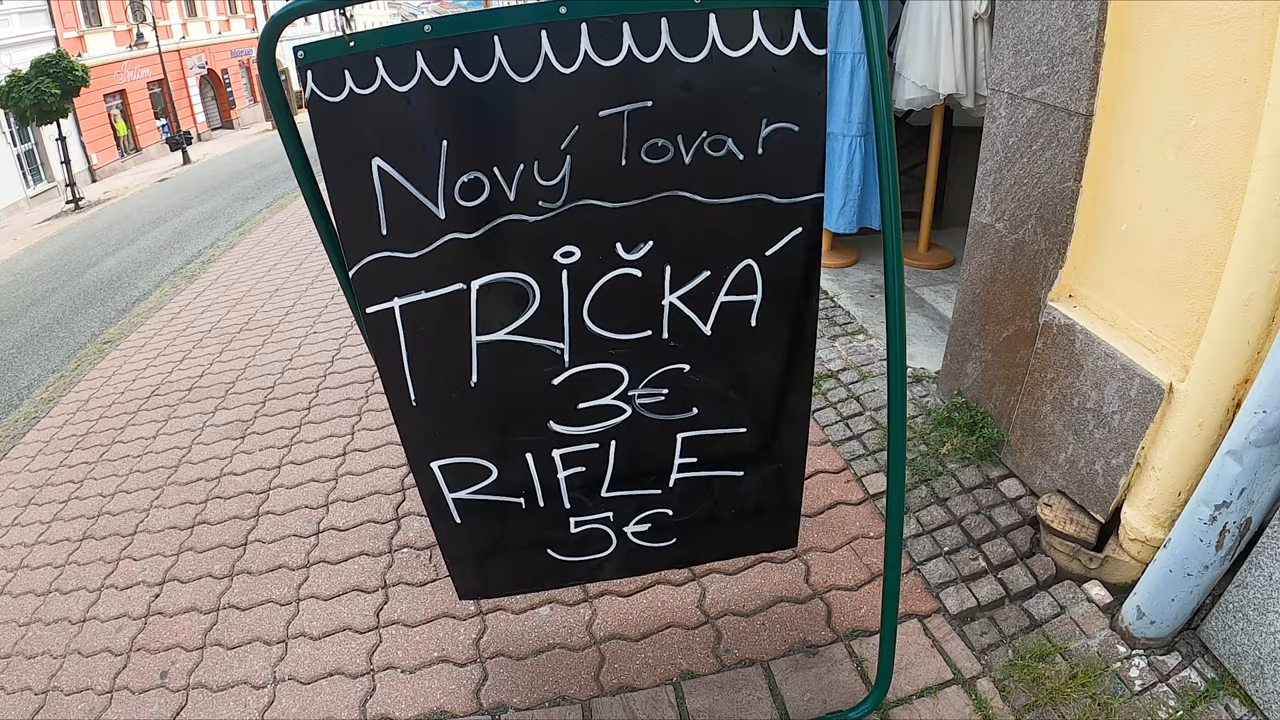 Nový Tovar
TRIČKÁ
3€
RIFLE
5€